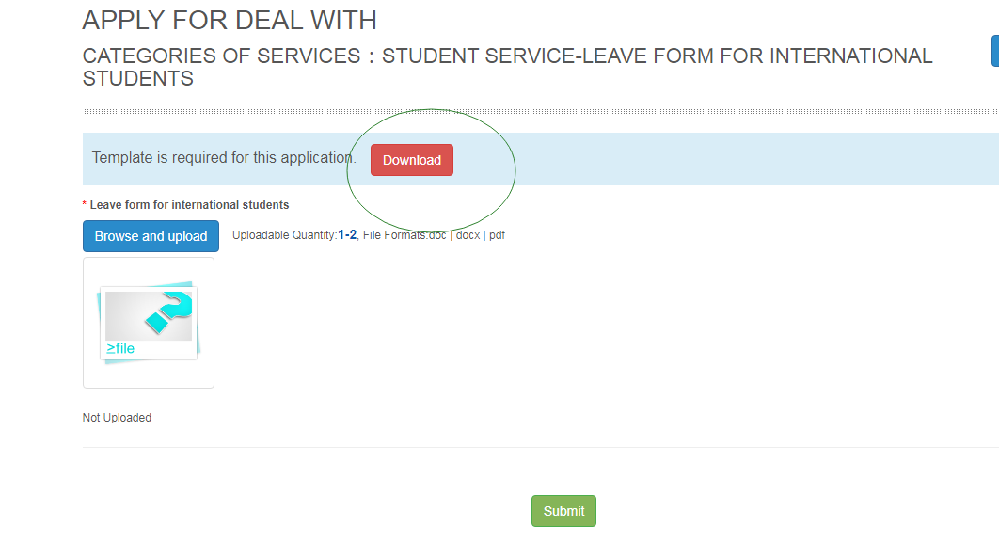 APPLY FOR DEAL WITH
CATEGORIES OF SERVICES：STUDENT SERVICE-LEAVE FORM FOR INTERNATIONAL
STUDENTS
Template is required for this application. Download
* Leave form for international students
Browse and upload Uploadable Quantity:1-2, File Formats:doc | docx | pdf
≥file
Not Uploaded
Submit